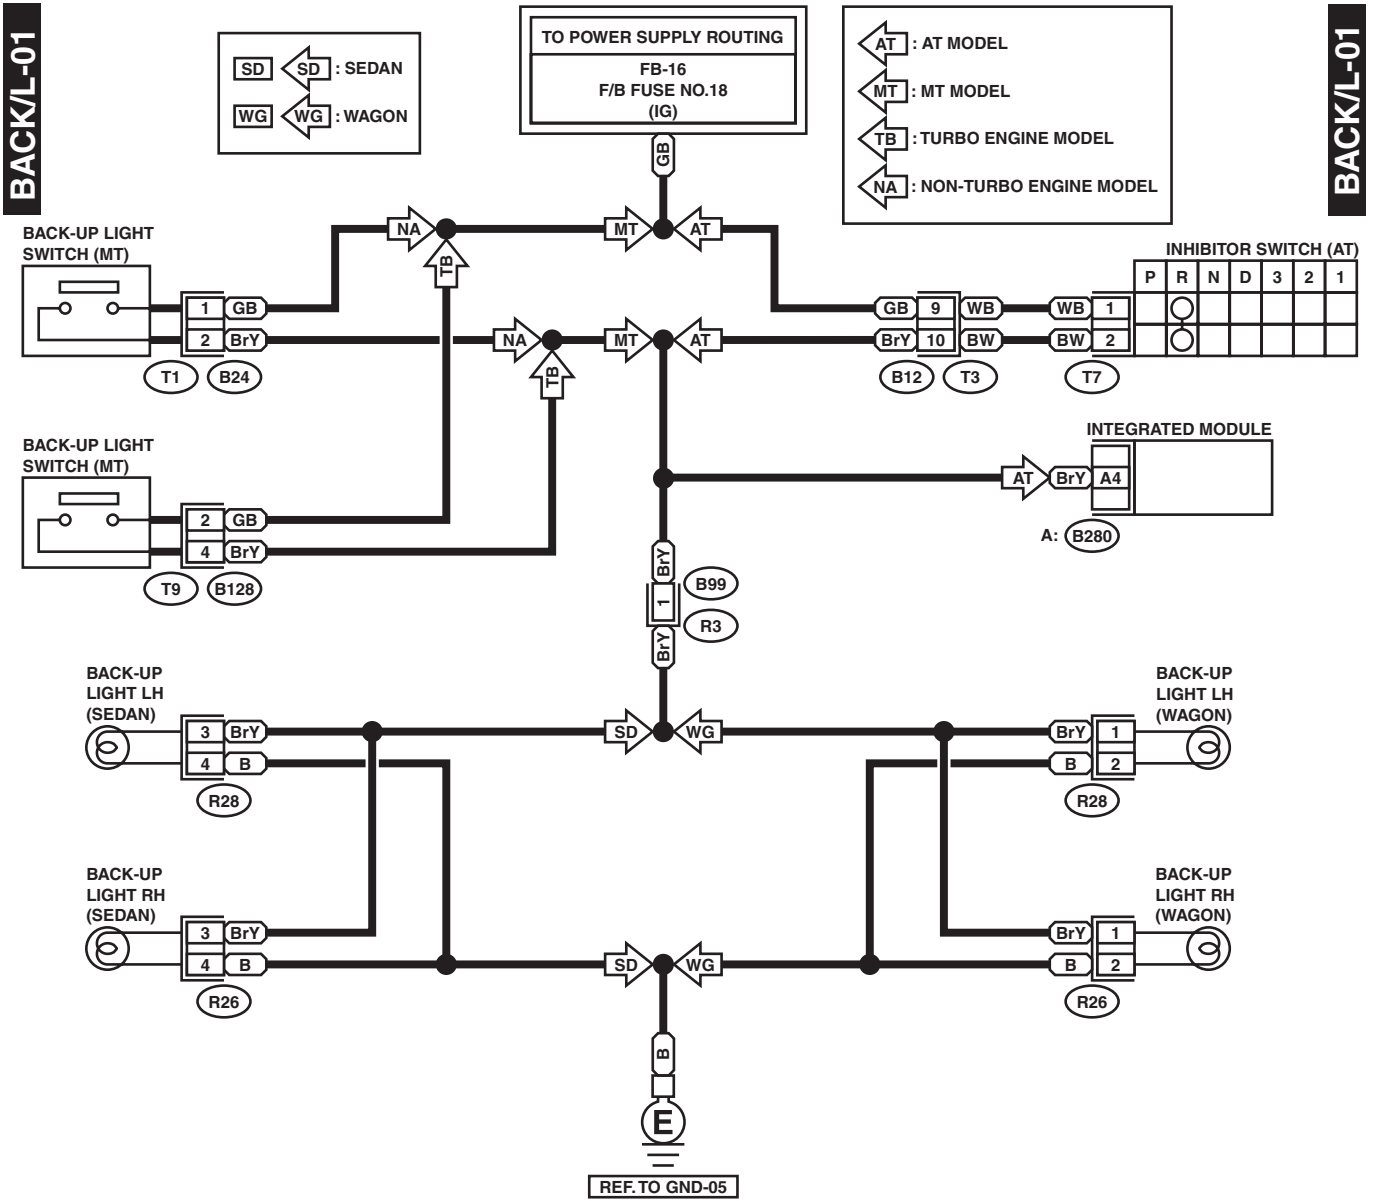 BACK/L-01
SD SD : SEDAN
WG WG : WAGON
TO POWER SUPPLY ROUTING
FB-16
F/B FUSE NO.18
(IG)
AT : AT MODEL
MT : MT MODEL
TB : TURBO ENGINE MODEL
NA : NON-TURBO ENGINE MODEL
BACK/L-01
GB
BACK-UP LIGHT
SWITCH (MT)
NA MT AT
TB
INHIBITOR SWITCH (AT)
P R N D 3 2 1
1 GB
GB 9 WB WB 1
2 BrY NA MT AT BrY 10 BW BW 2
TB
T1 B24
B12 T3 T7
BACK-UP LIGHT
SWITCH (MT)
INTEGRATED MODULE
AT BrY A4
2 GB
A: B280
4 BrY
T9 B128
BrY
B99
1
R3
BrY
BACK-UP
LIGHT LH
(SEDAN)
BACK-UP
LIGHT LH
(WAGON)
3 BrY SD WG BrY 1
4 B B 2
R28 R28
BACK-UP
LIGHT RH
(SEDAN)
BACK-UP
LIGHT RH
(WAGON)
3 BrY BrY 1
4 B SD WG B 2
R26 R26
B
E
REF. TO GND-05